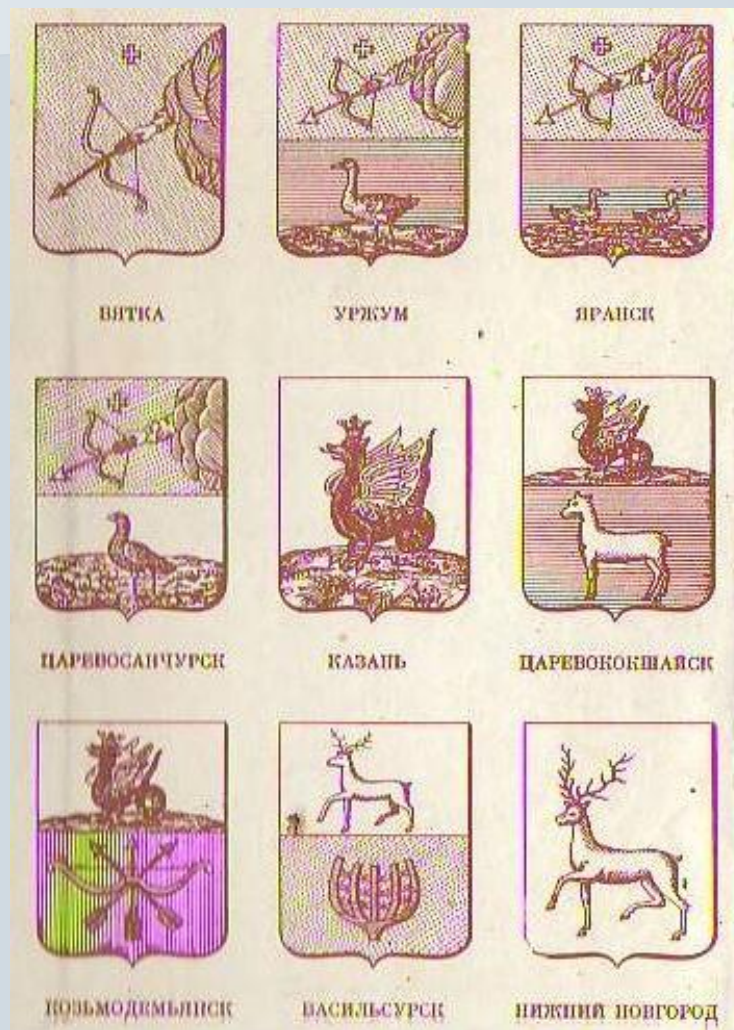 ВЯТКА УРЖУМ ЯРАНСК
ЦАРЕВОСАНЧУРСК КАЗАНЬ ЦАРЕВОКОКШАЙСК
КОЗЬМОДЕМЬЯНСК ВАСИЛЬСУРСК НИЖНИЙ НОВГОРОД